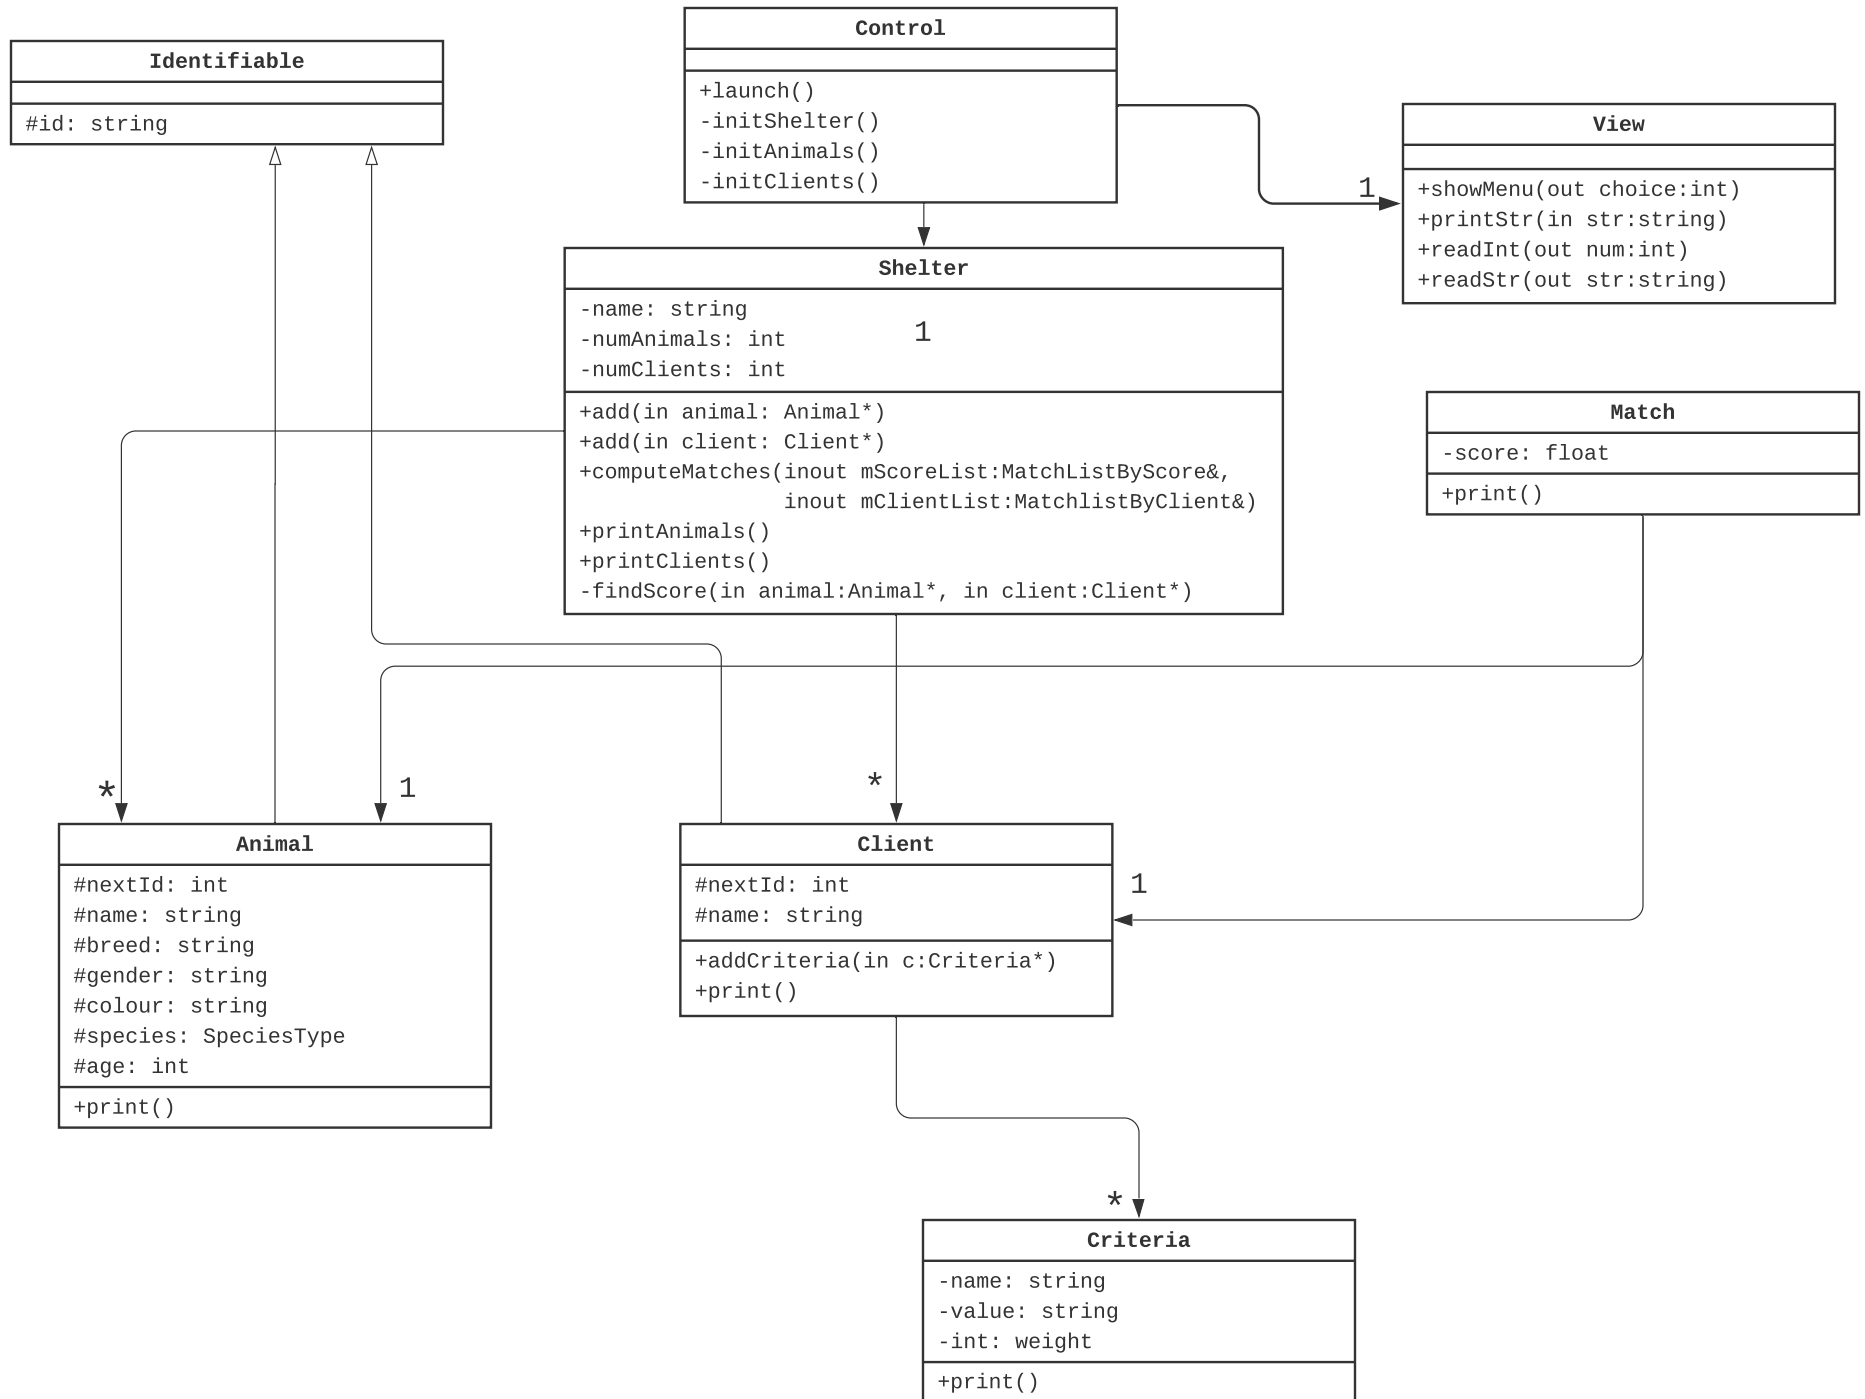 Identifiable
#id: string
Control
+launch()
-initShelter()
-initAnimals()
-initClients()
View
+showMenu(out choice:int)
+printStr(in str:string)
+readInt(out num:int)
+readStr(out str:string)
1
Shelter
-name: string
-numAnimals: int
-numClients: int
1
+add(in animal: Animal*)
+add(in client: Client*)
+computeMatches(inout mScoreList:MatchListByScore&,
inout mClientList:MatchlistByClient&)
+printAnimals()
+printClients()
-findScore(in animal:Animal*, in client:Client*)
Match
-score: float
+print()
*
1
*
Animal
#nextId: int
#name: string
#breed: string
#gender: string
#colour: string
#species: SpeciesType
#age: int
+print()
Client
#nextId: int
#name: string
+addCriteria(in c:Criteria*)
+print()
1
*
Criteria
-name: string
-value: string
-int: weight
+print()